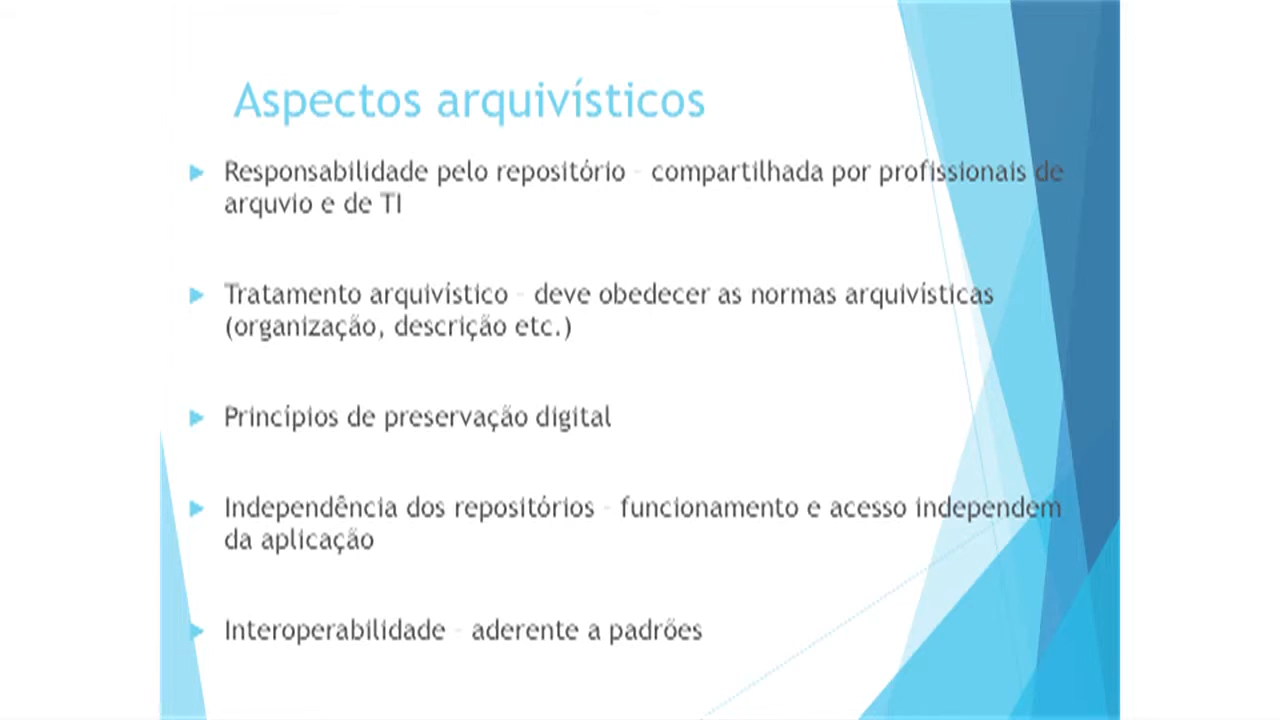 Aspectos arquivísticos
Responsabilidade pelo repositório – compartilhada por profissionais de
arquvio e de TI
Tratamento arquivístico – deve obedecer as normas arquivísticas
(organização, descrição etc.)
Princípios de preservação digital
Independência dos repositórios – funcionamento e acesso independem
da aplicação
Interoperabilidade – aderente a padrões